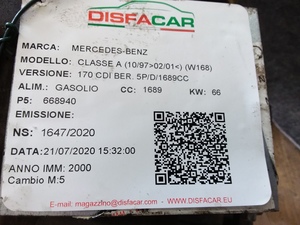 DISFACAR
MARCA: MERCEDES-BENZ
MODELLO: CLASSE A (10/97>02/01<) (W168)
VERSIONE: 170 CDI BER. 5P/D/1689CC
ALIM.: GASOLIO CC: 1689 KW: 66
P5: 668940
EMISSIONE:
NS: 1647/2020
DATA: 21/07/2020 15:32:00
ANNO IMM: 2000
Cambio M:5
E-mail: magazzino@disfacar.eu WWW.DISFACAR.EU